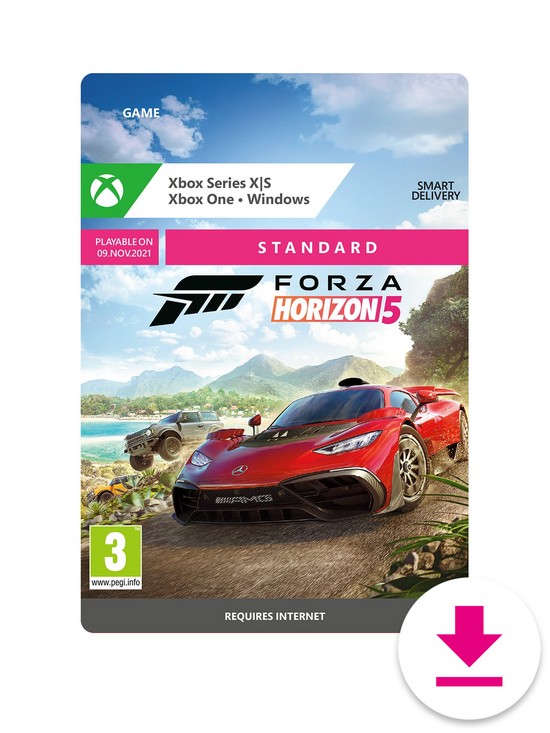 GAME
Xbox Series X|S
Xbox One • Windows
SMART
DELIVERY
PLAYABLE ON
09.NOV.2021
STANDARD
FORZA
HORIZON 5
AMG
3
www.pegi.info
REQUIRES INTERNET